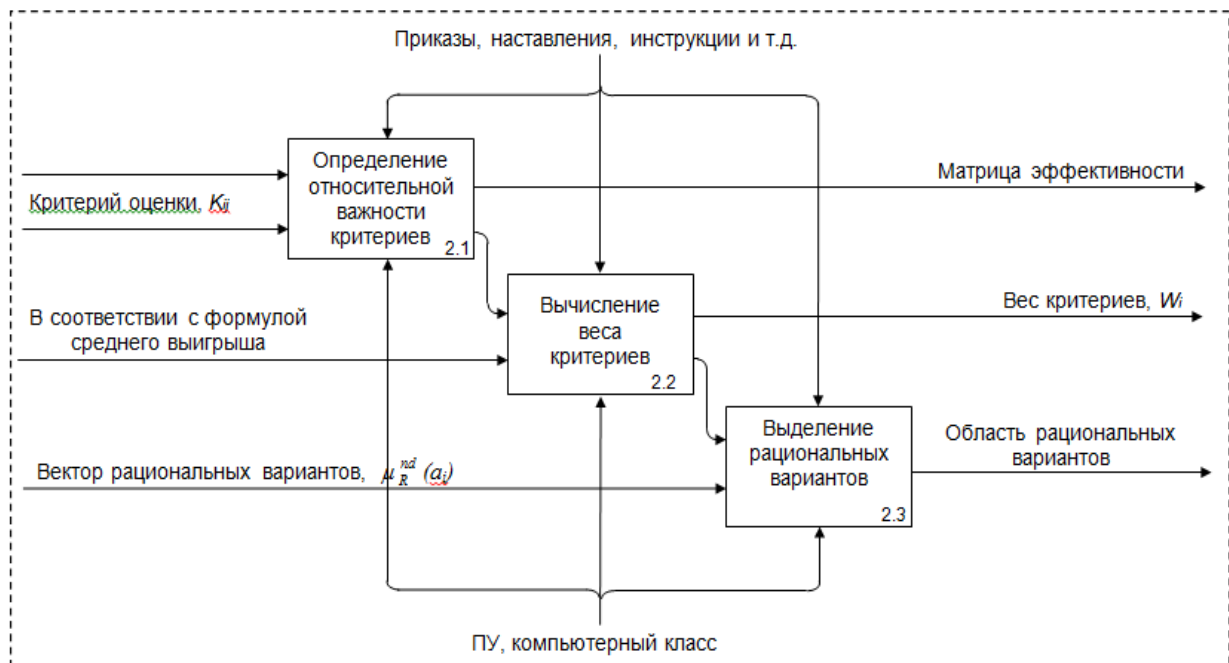 Приказы, наставления, инструкции и т.д.
Определение
относительной
важности
критериев
2.1
Матрица эффективности
Критерий оценки, Kij
Вычисление
веса
критериев
2.2
Вес критериев, Wi
В соответствии с формулой
среднего выигрыша
Выделение
рациональных
вариантов
2.3
Область рациональных
вариантов
Вектор рациональных вариантов, μ R nd (ai)
ПУ, компьютерный класс